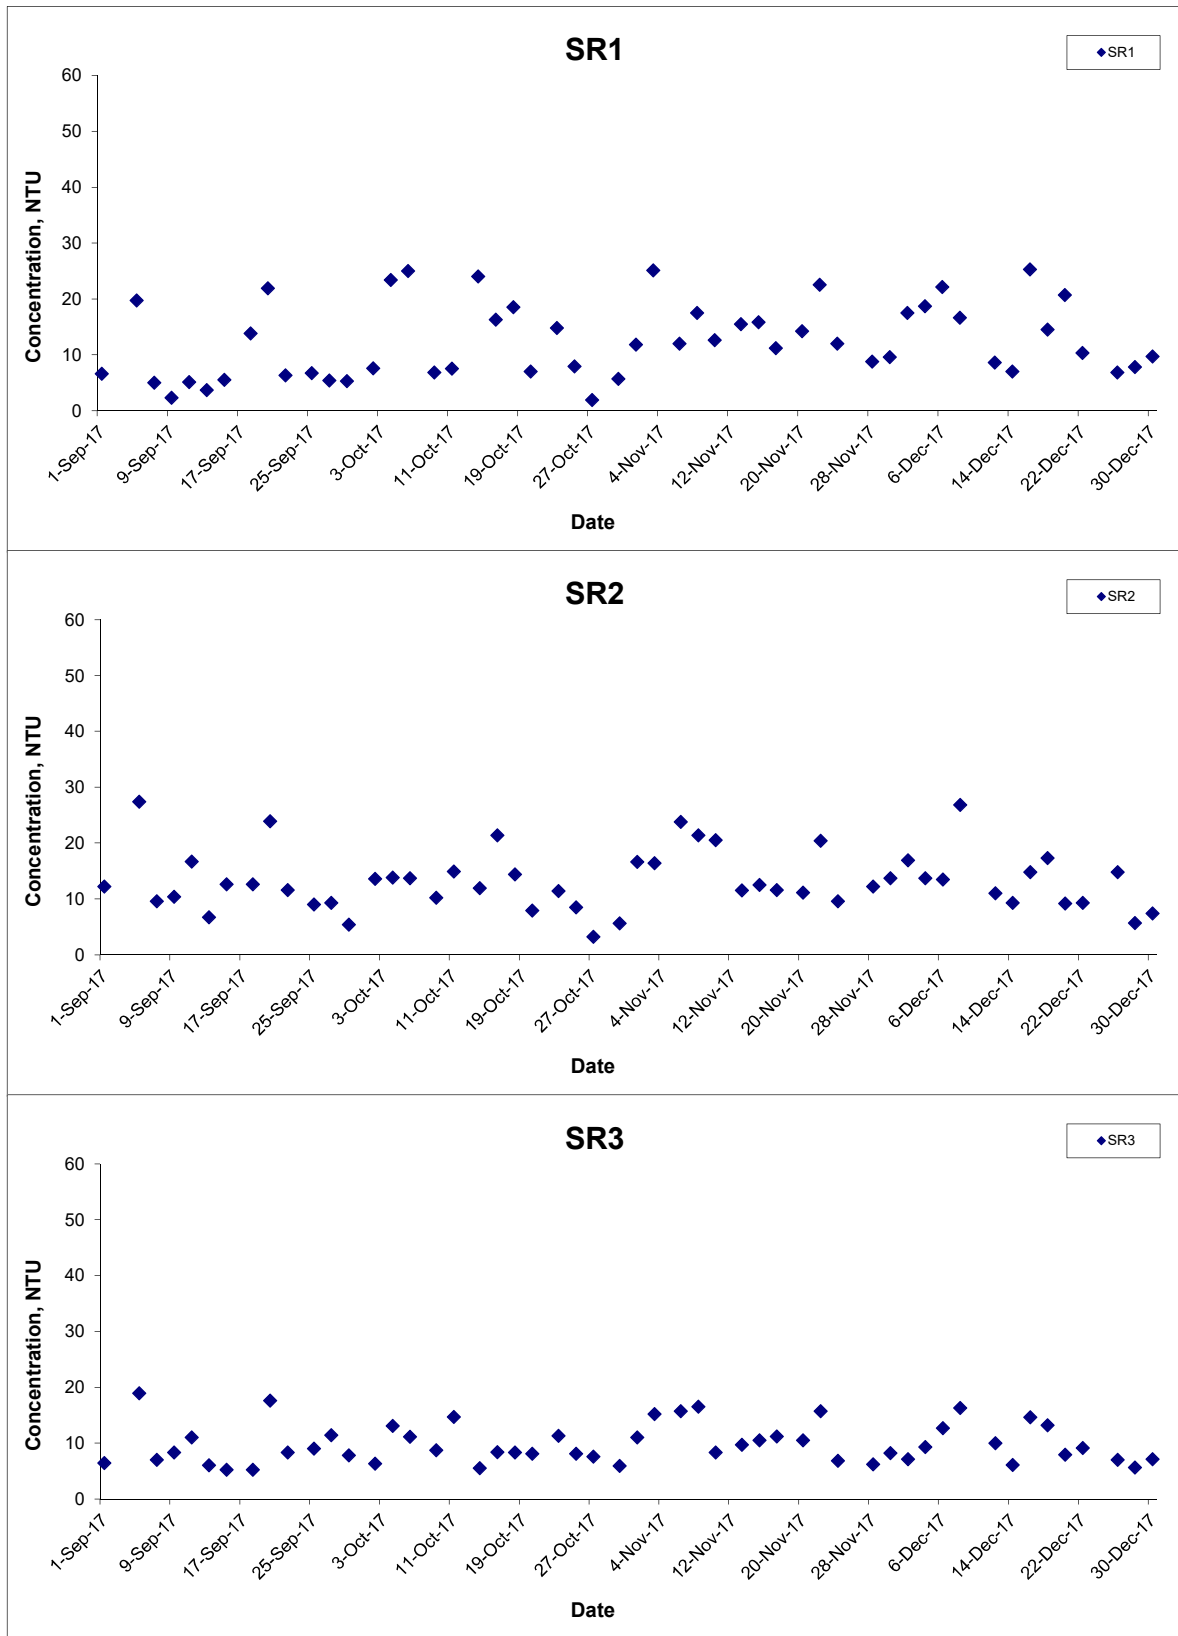 SR1
SR1
60
50
40
30
20
10
0
Concentration, NTU
1-Sep-17
9-Sep-17
17-Sep-17
25-Sep-17
3-Oct-17
11-Oct-17
19-Oct-17
27-Oct-17
4-Nov-17
12-Nov-17
20-Nov-17
28-Nov-17
6-Dec-17
14-Dec-17
22-Dec-17
30-Dec-17
Date
SR2
SR2
60
50
40
30
20
10
0
Concentration, NTU
1-Sep-17
9-Sep-17
17-Sep-17
25-Sep-17
3-Oct-17
11-Oct-17
19-Oct-17
27-Oct-17
4-Nov-17
12-Nov-17
20-Nov-17
28-Nov-17
6-Dec-17
14-Dec-17
22-Dec-17
30-Dec-17
Date
SR3
SR3
60
50
40
30
20
10
0
Concentration, NTU
1-Sep-17
9-Sep-17
17-Sep-17
25-Sep-17
3-Oct-17
11-Oct-17
19-Oct-17
27-Oct-17
4-Nov-17
12-Nov-17
20-Nov-17
28-Nov-17
6-Dec-17
14-Dec-17
22-Dec-17
30-Dec-17
Date